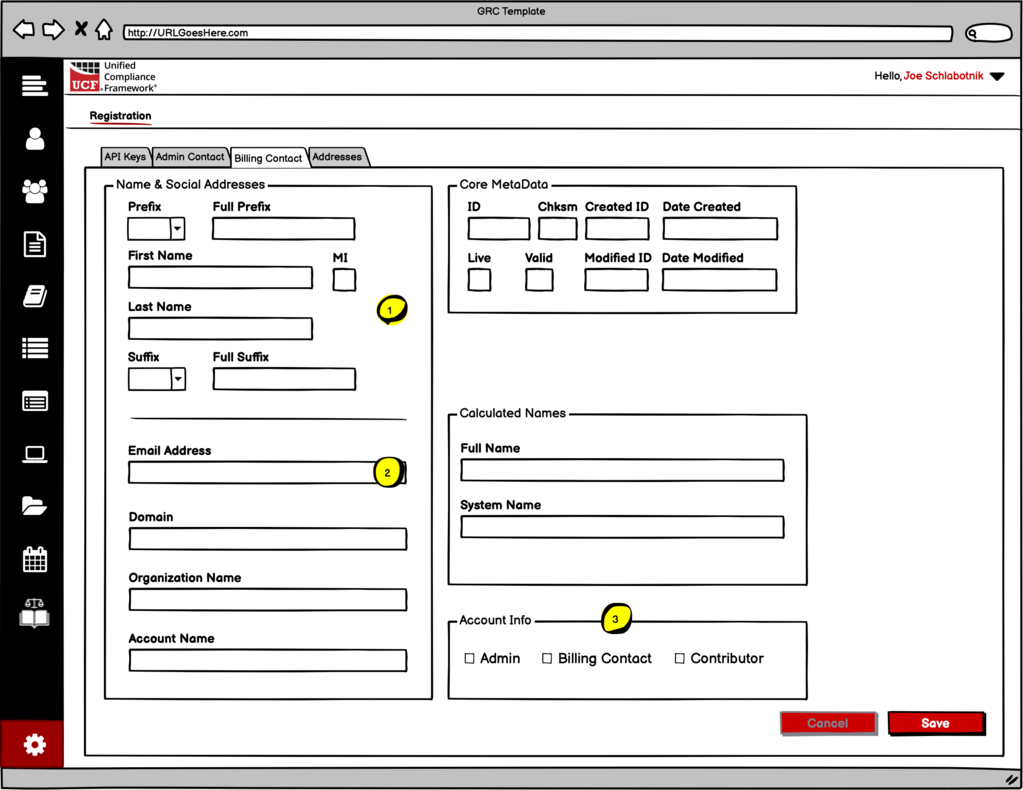 GRC Template
http://URLGoesHere.com
Unified
Compliance
Framework®
UCF
Hello, Joe Schlabotnik
Registration
API Keys Admin Contact Billing Contact Addresses
Name & Social Addresses
Prefix Full Prefix
First Name MI
Last Name
1
Suffix Full Suffix
Email Address
2
Domain
Organization Name
Account Name
Core MetaData
ID Chksm Created ID Date Created
Live Valid Modified ID Date Modified
Calculated Names
Full Name
System Name
Account Info
3
Admin Billing Contact Contributor
Cancel Save